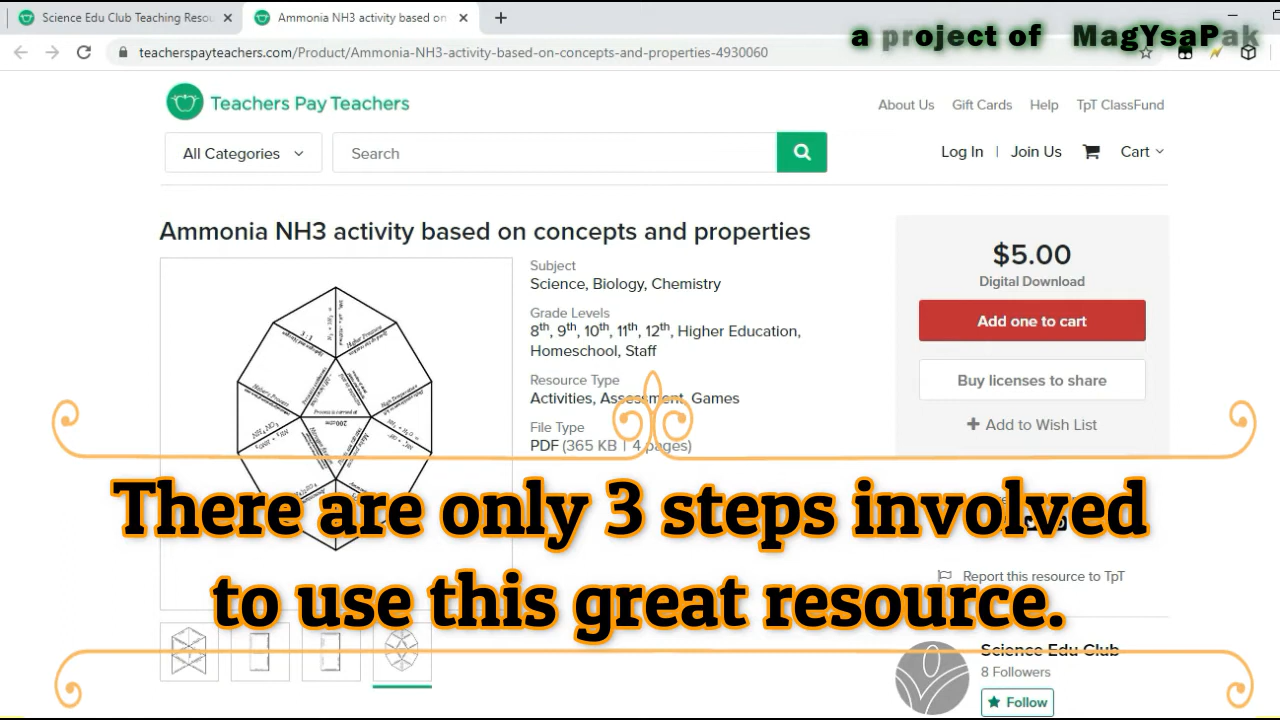 Science Edu Club Teaching Resou
Ammonia NH3 activity based on
a project of MagYsaPak
teacherspayteachers.com/Product/Ammonia-NH3-activity-based-on-concepts-and-properties-4930060
Teachers Pay Teachers
About Us Gift Cards Help TpT ClassFund
All Categories
Search
Log In | Join Us Cart
Ammonia NH3 activity based on concepts and properties
Subject
Science, Biology, Chemistry
Grade Levels
8th, 9th, 10th, 11th, 12th, Higher Education,
Homeschool, Staff
Resource Type
Activities, Assessment, Games
File Type
PDF (365 KB | 4 pages)
$5.00
Digital Download
Add one to cart
Buy licenses to share
Add to Wish List
There are only 3 steps involved
to use this great resource.
Report this resource to TpT
Science Edu Club
8 Followers
Follow